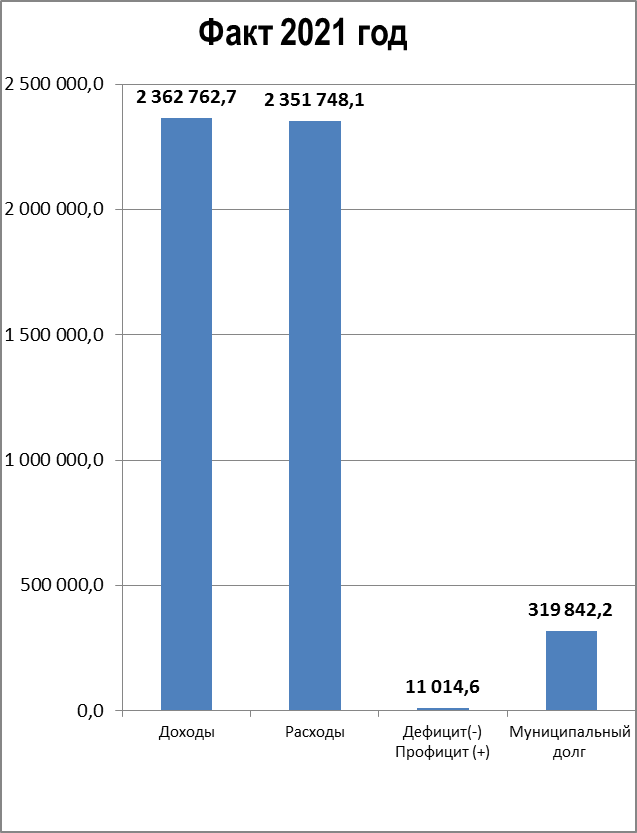 Факт 2021 год
2 500 000,0
2 362 762,7
2 351 748,1
2 000 000,0
1 500 000,0
1 000 000,0
500 000,0
319 842,2
11 014,6
0,0
Доходы
Расходы
Дефицит(-)
Профицит (+)
Муниципальный
долг